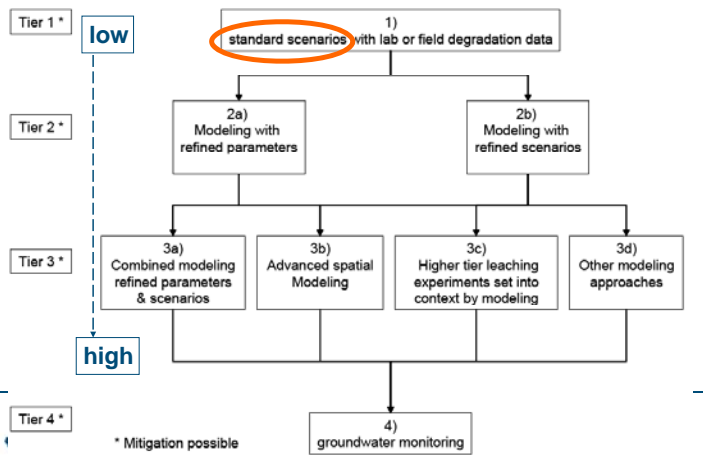 Tier 1 *
low
1)
standard scenarios with lab or field degradation data
Tier 2 *
2a)
Modeling with
refined parameters
2b)
Modeling with
refined scenarios
Tier 3 *
3a)
Combined modeling
refined parameters
& scenarios
3b)
Advanced spatial
Modeling
3c)
Higher tier leaching
experiments set into
context by modeling
3d)
Other modeling
approaches
high
Tier 4 *
* Mitigation possible
4)
groundwater monitoring